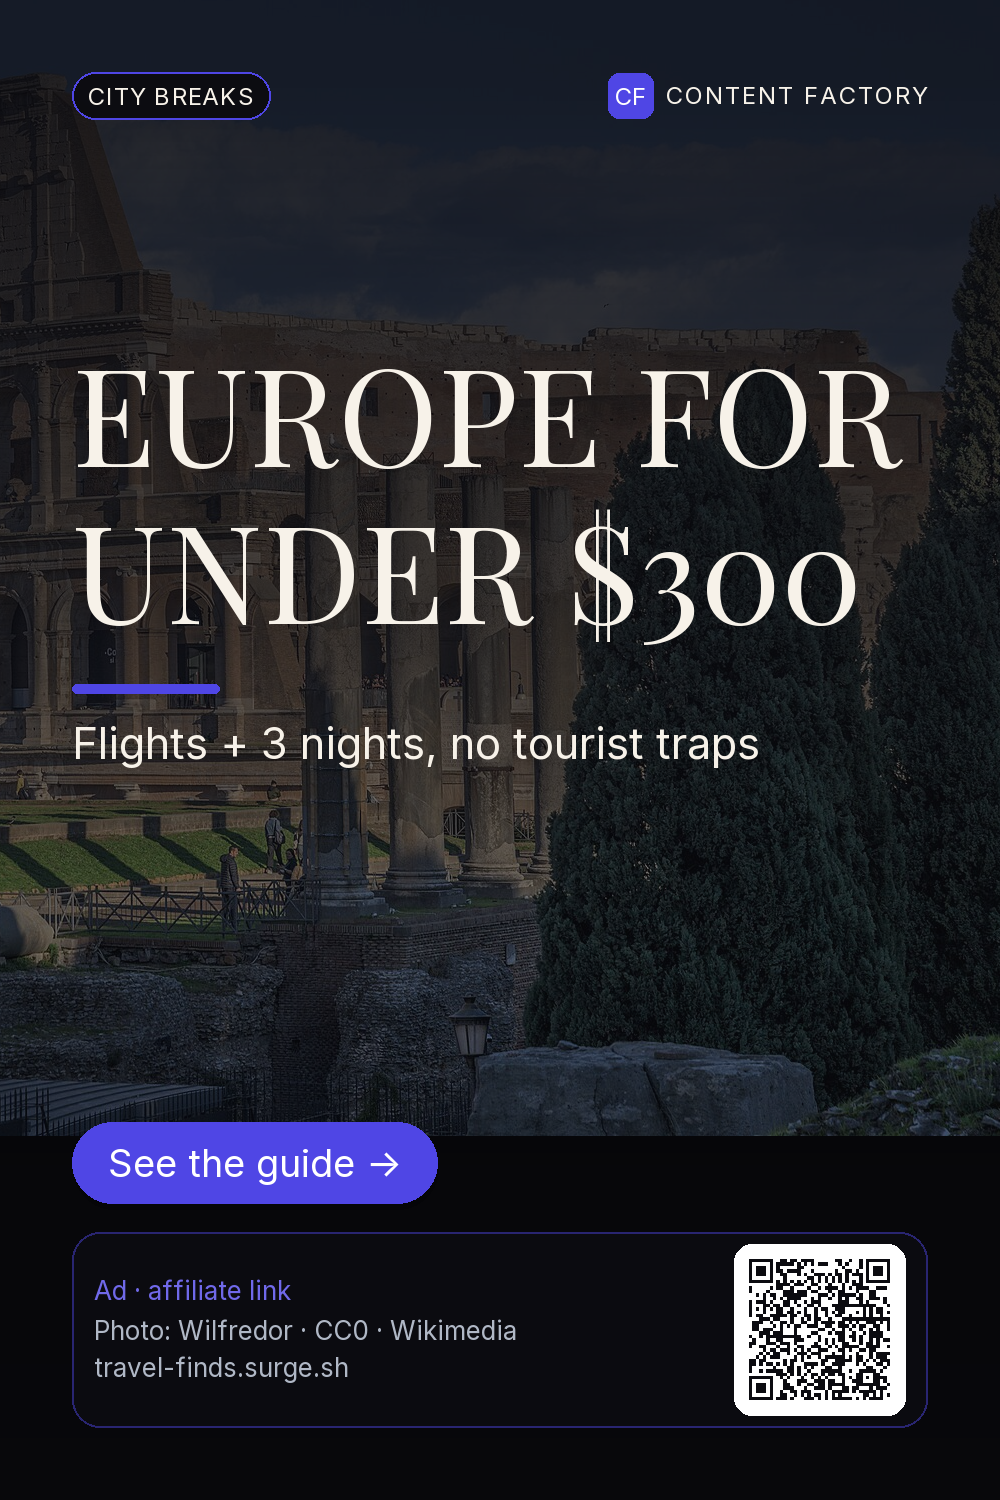 CITY BREAKS
CF CONTENT FACTORY
EUROPE FOR
UNDER $300
Flights + 3 nights, no tourist traps
See the guide →
Ad · affiliate link
Photo: Wilfredor · CC0 · Wikimedia
travel-finds.surge.sh